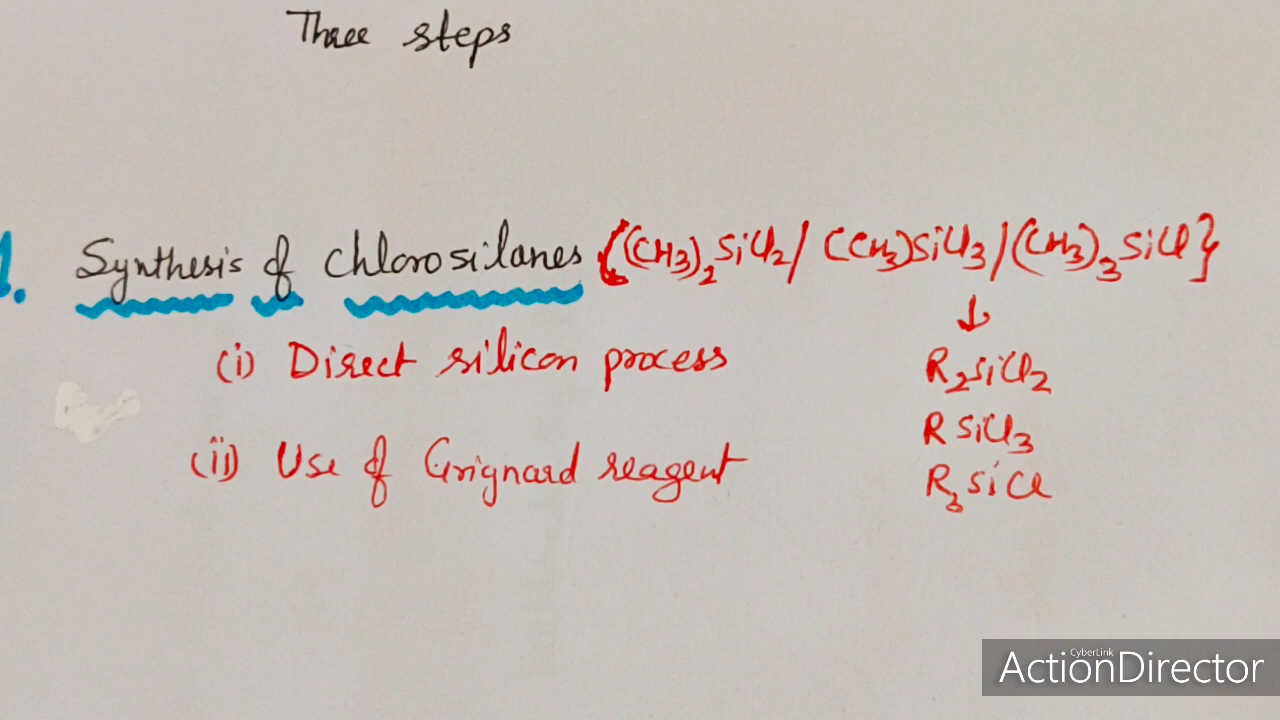 Three steps
1. Synthesis of chlorosilanes {(CH3)2SiCl2 / (CH3)SiCl3 / (CH3)3SiCl}
↓
(i) Direct silicon process R2SiCl2
RSiCl3
(ii) Use of Grignard reagent R3SiCl
CyberLink
ActionDirector